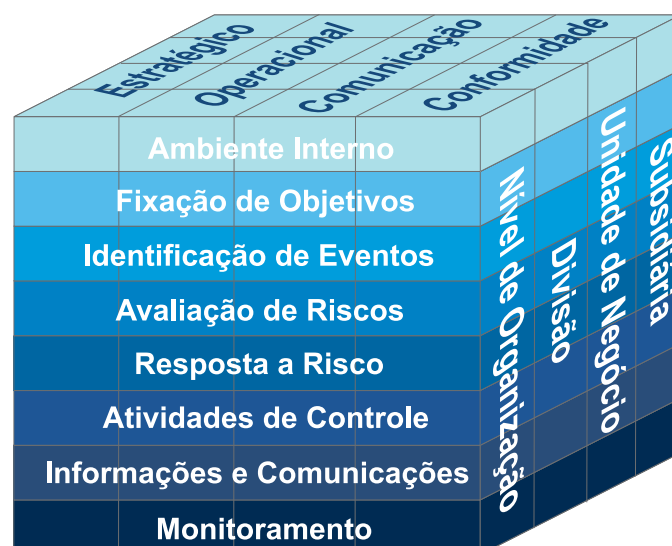 Estratégico
Operacional
Comunicação
Conformidade
Ambiente Interno
Fixação de Objetivos
Identificação de Eventos
Avaliação de Riscos
Resposta a Risco
Atividades de Controle
Informações e Comunicações
Monitoramento
Nível de Organização
Divisão
Unidade de Negócio
Subsidiária